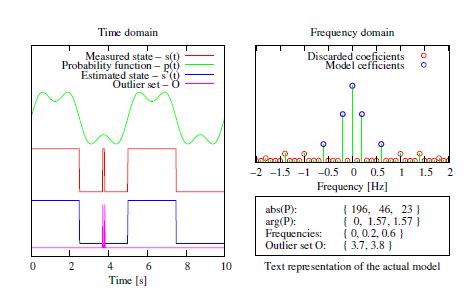 Time domain
Measured state – s(t)
Probability function – p(t)
Estimated state – s'(t)
Outlier set – O
0 2 4 6 8 10
Time [s]
Frequency domain
Discarded coeficients
Model cefficients
−2 −1.5 −1 −0.5 0 0.5 1 1.5 2
Frequency [Hz]
abs(P): { 196, 46, 23 }
arg(P): { 0, 1.57, 1.57 }
Frequencies: { 0, 0.2, 0.6 }
Outlier set O: { 3.7, 3.8 }
Text representation of the actual model